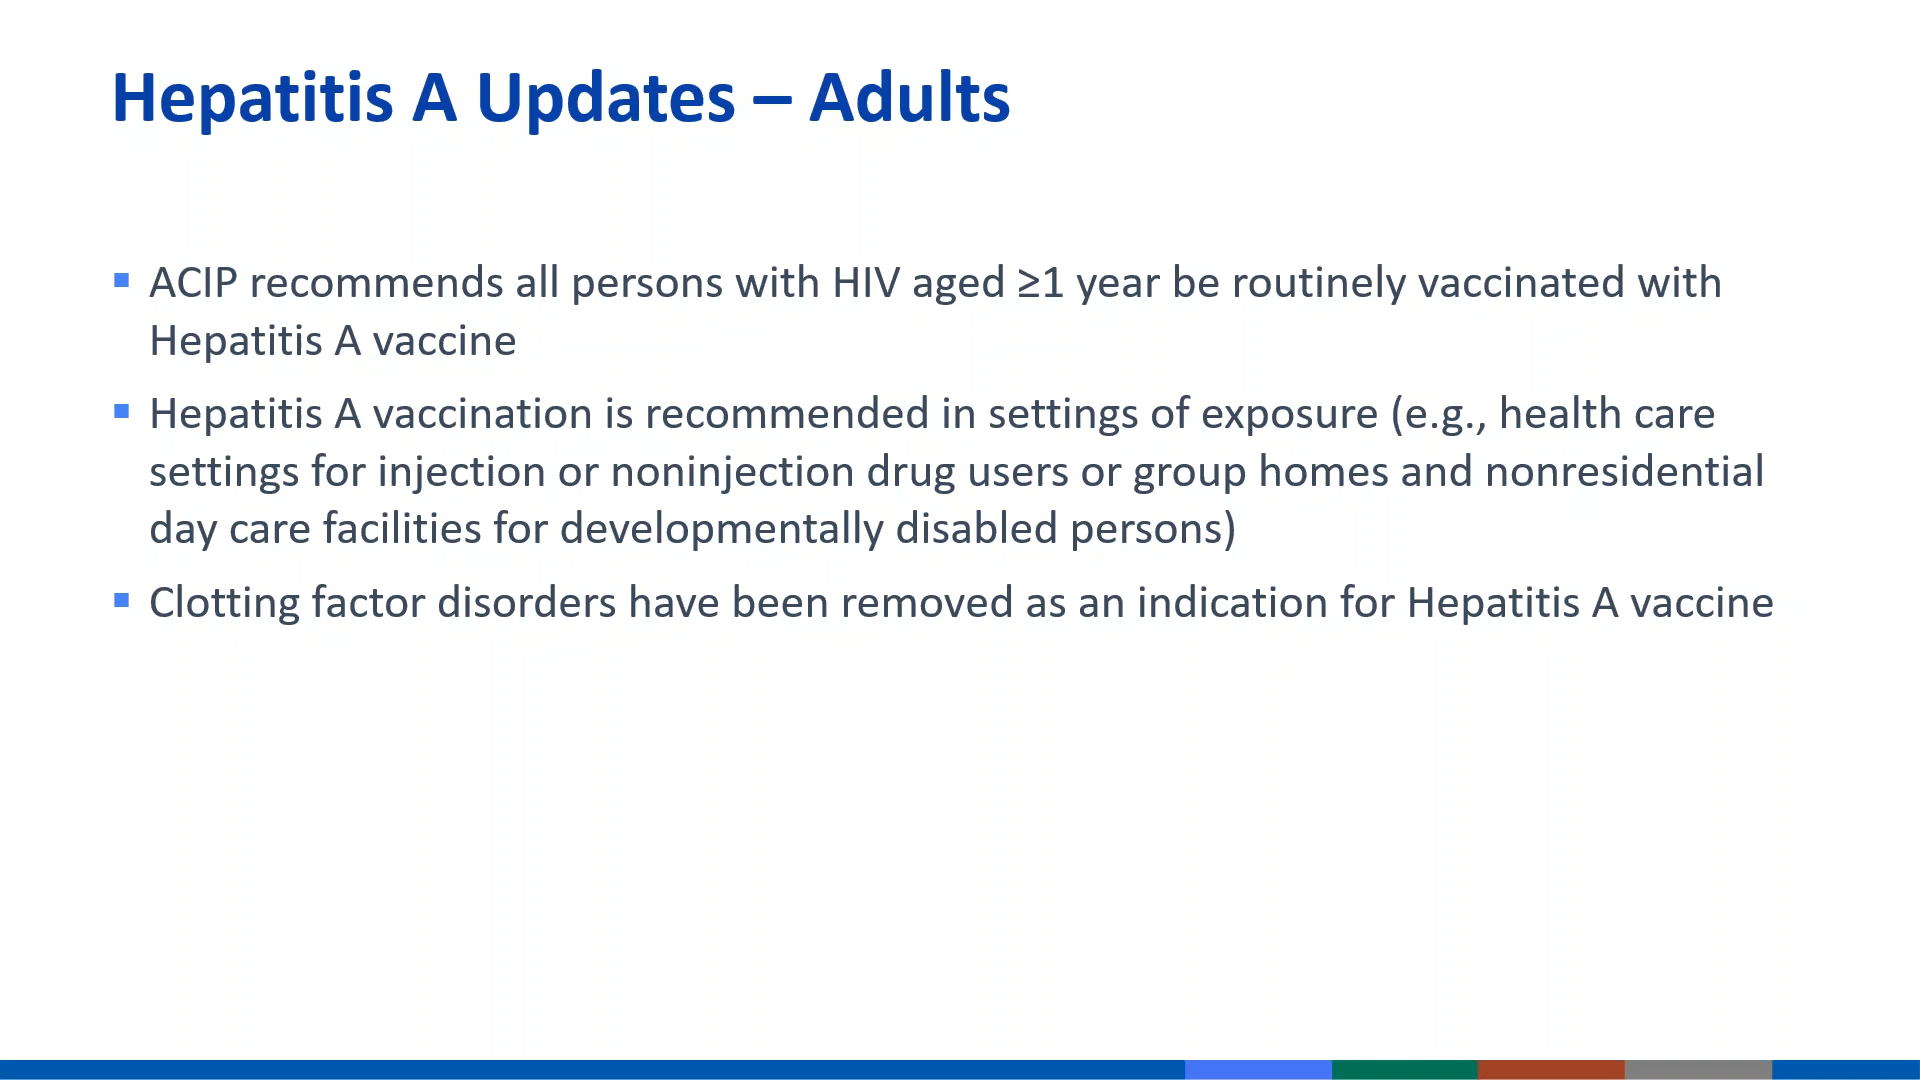 Hepatitis A Updates – Adults
ACIP recommends all persons with HIV aged ≥1 year be routinely vaccinated with
Hepatitis A vaccine
Hepatitis A vaccination is recommended in settings of exposure (e.g., health care
settings for injection or noninjection drug users or group homes and nonresidential
day care facilities for developmentally disabled persons)
Clotting factor disorders have been removed as an indication for Hepatitis A vaccine